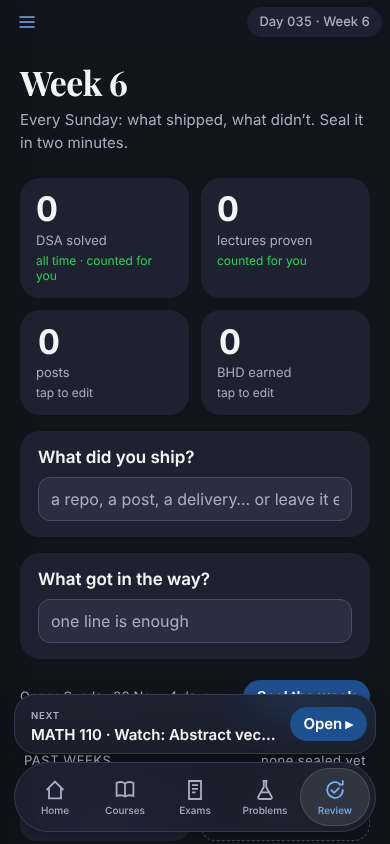 Day 035 · Week 6
Week 6
Every Sunday: what shipped, what didn’t. Seal it
in two minutes.
0
DSA solved
all time · counted for
you
0
lectures proven
counted for you
0
posts
tap to edit
0
BHD earned
tap to edit
What did you ship?
a repo, a post, a delivery… or leave it e
What got in the way?
one line is enough
Seal the week
NEXT
MATH 110 · Watch: Abstract vec...
Open ▸
PAST WEEKS
none sealed yet
Home
Courses
Exams
Problems
Review